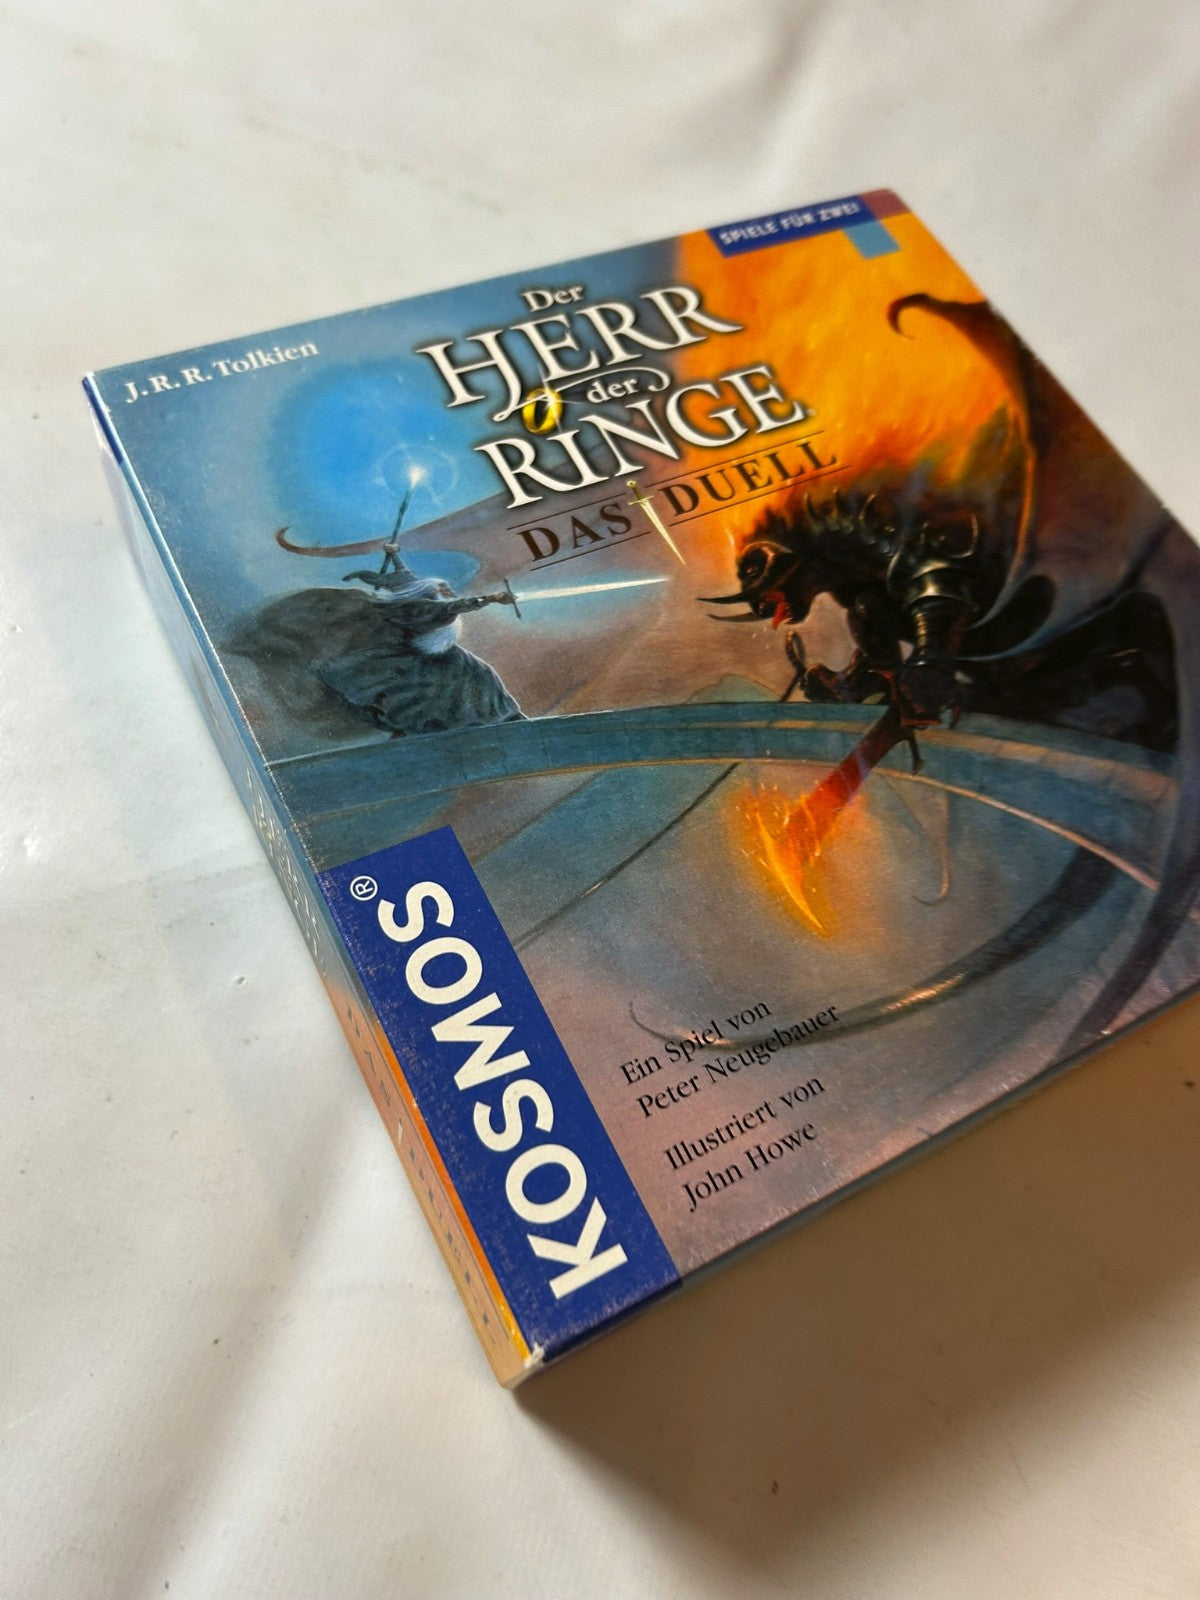 SPIELE FÜR ZWEI
J. R. R. Tolkien
Der
HERR
der
RINGE
DAS DUELL
KOSMOS®
Ein Spiel von
Peter Neugebauer
Illustriert von
John Howe